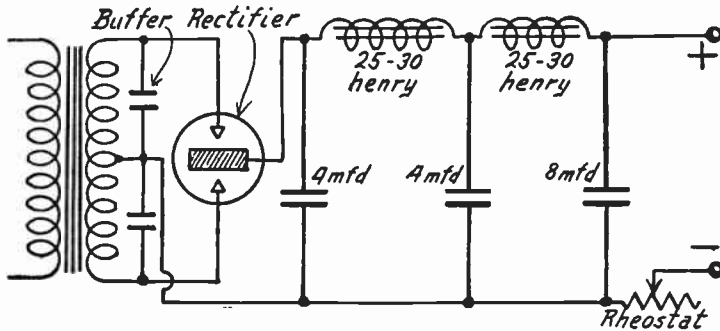 Buffer Rectifier
25-30
henry
25-30
henry
+
4mfd
4mfd
8mfd
−
Rheostat